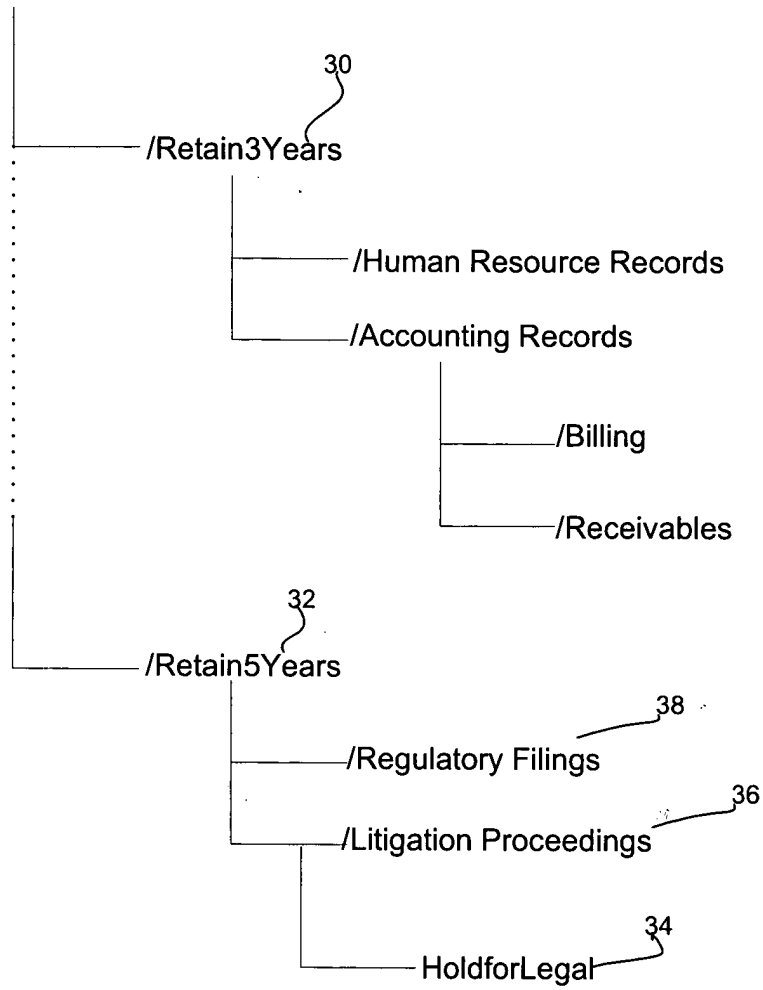 30
/Retain3Years
/Human Resource Records
/Accounting Records
/Billing
/Receivables
32
/Retain5Years
38
/Regulatory Filings
36
/Litigation Proceedings
34
HoldforLegal